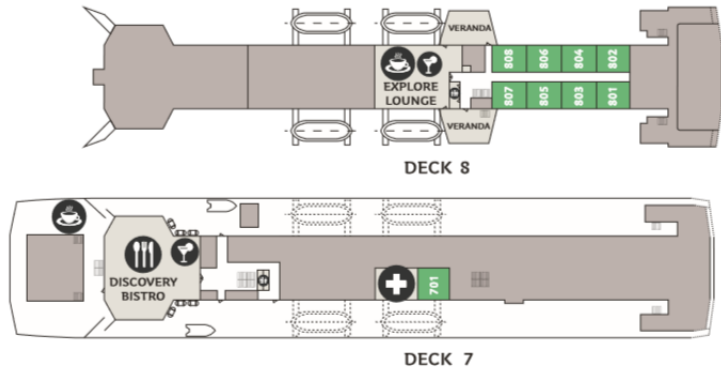 VERANDA
808 806 804 802
EXPLORE
LOUNGE
807 805 803 801
VERANDA
DECK 8
DISCOVERY
BISTRO
701
DECK 7